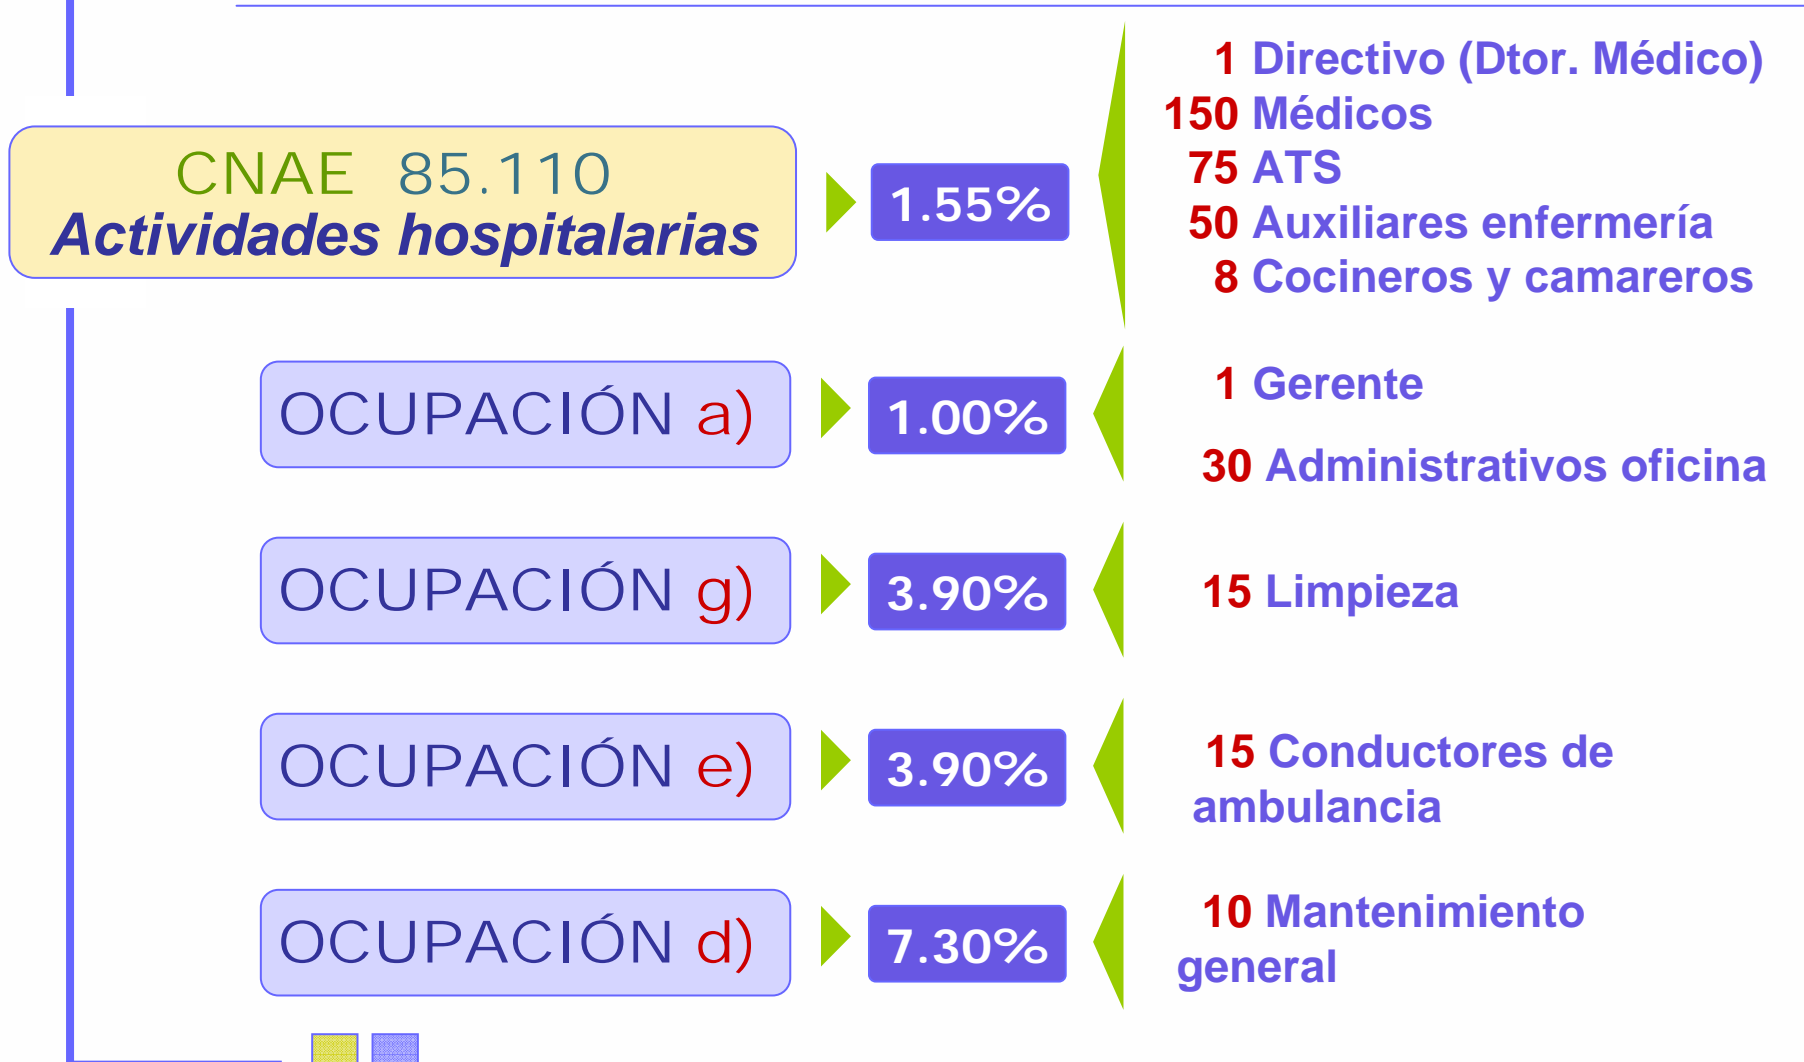 CNAE 85.110
Actividades hospitalarias
1.55%
1 Directivo (Dtor. Médico)
150 Médicos
75 ATS
50 Auxiliares enfermería
8 Cocineros y camareros
OCUPACIÓN a)
1.00%
1 Gerente
30 Administrativos oficina
OCUPACIÓN g)
3.90%
15 Limpieza
OCUPACIÓN e)
3.90%
15 Conductores de
ambulancia
OCUPACIÓN d)
7.30%
10 Mantenimiento
general